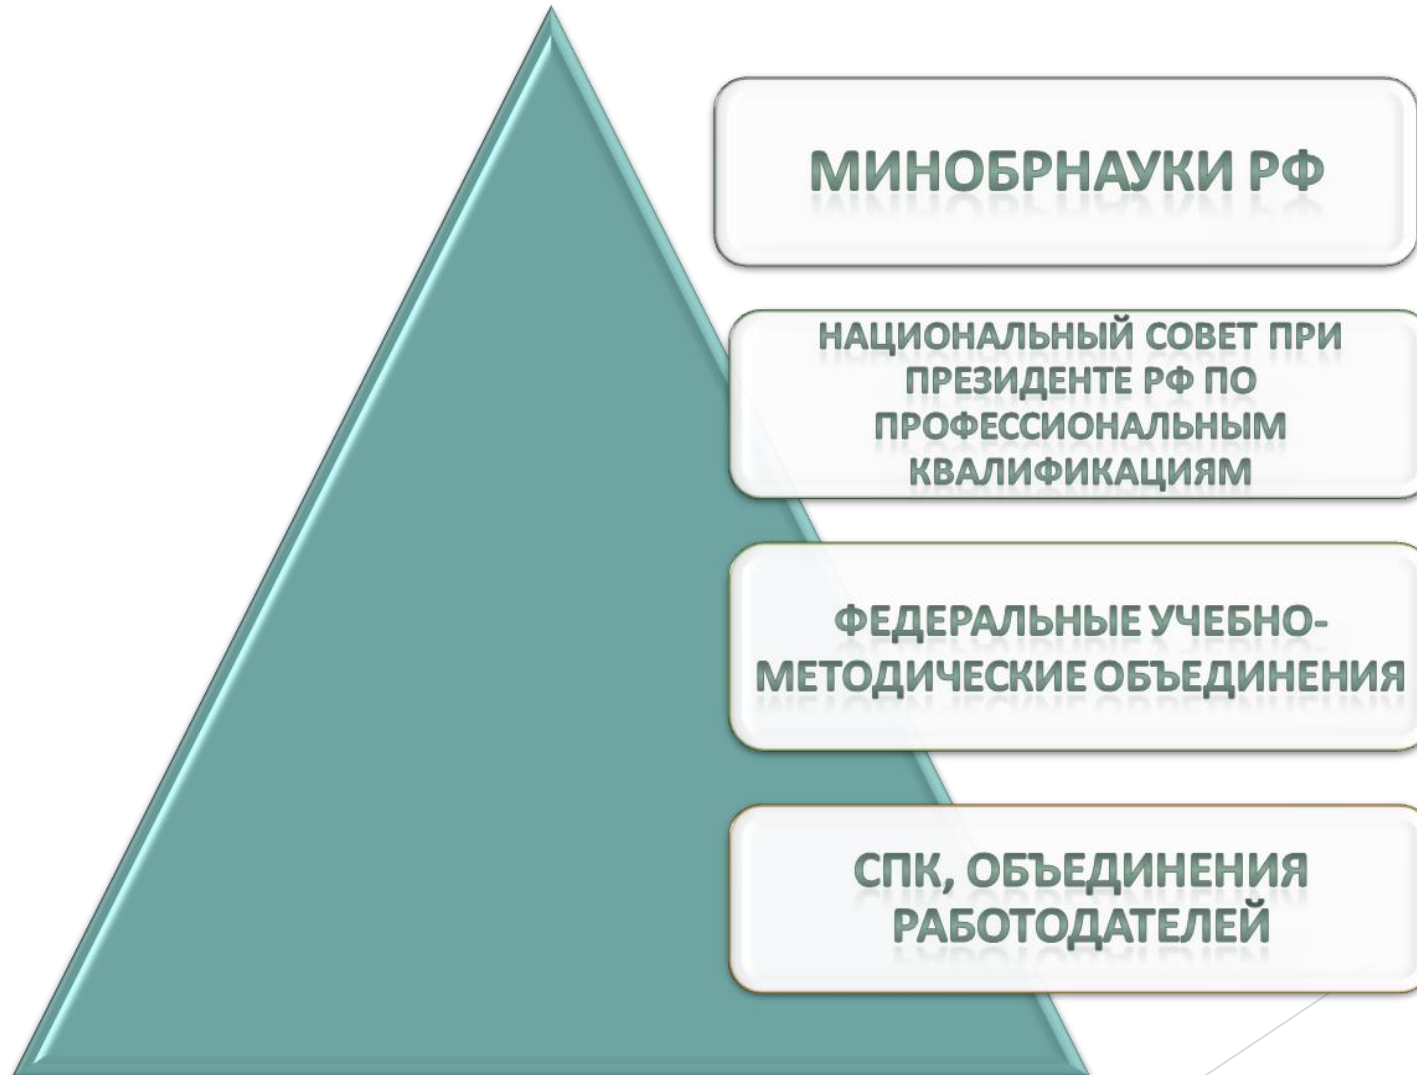 МИНОБРНАУКИ РФ
НАЦИОНАЛЬНЫЙ СОВЕТ ПРИ
ПРЕЗИДЕНТЕ РФ ПО
ПРОФЕССИОНАЛЬНЫМ
КВАЛИФИКАЦИЯМ
ФЕДЕРАЛЬНЫЕ УЧЕБНО-
МЕТОДИЧЕСКИЕ ОБЪЕДИНЕНИЯ
СПК, ОБЪЕДИНЕНИЯ
РАБОТОДАТЕЛЕЙ